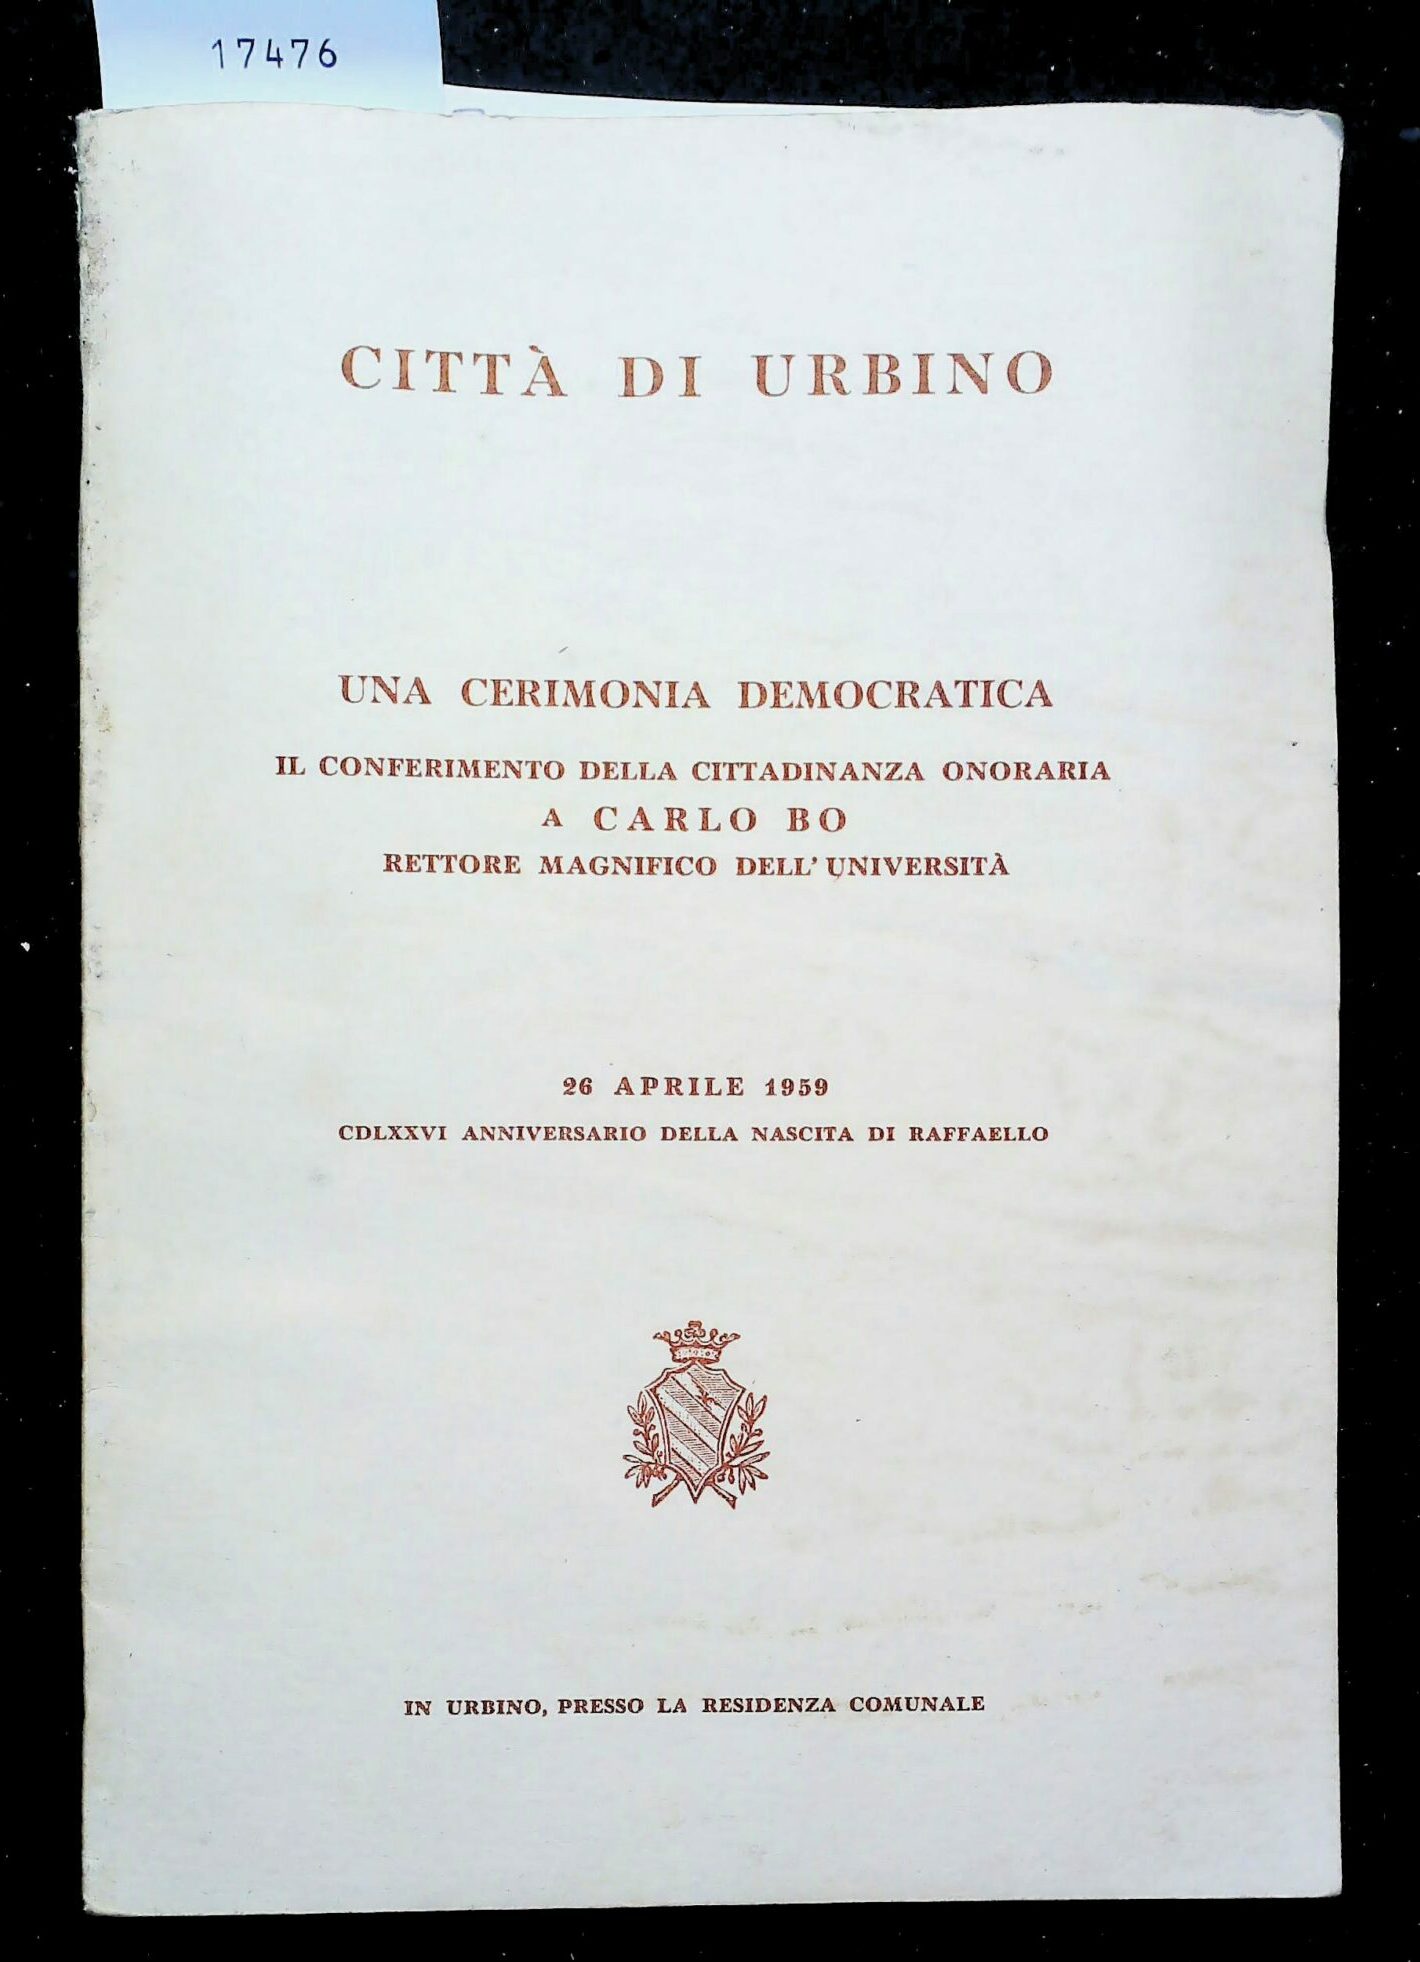 17476
CITTÀ DI URBINO
UNA CERIMONIA DEMOCRATICA
IL CONFERIMENTO DELLA CITTADINANZA ONORARIA
A CARLO BO
RETTORE MAGNIFICO DELL' UNIVERSITÀ
26 APRILE 1959
CDLXXVI ANNIVERSARIO DELLA NASCITA DI RAFFAELLO
IN URBINO, PRESSO LA RESIDENZA COMUNALE